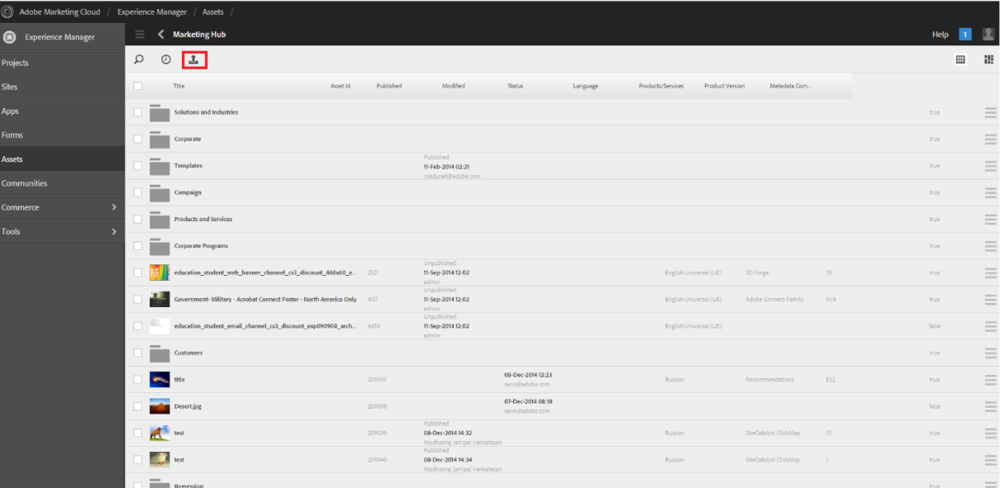 Adobe Marketing Cloud / Experience Manager / Assets /
Experience Manager
Marketing Hub
Help 1
Projects
Sites
Apps
Forms
Assets
Communities
Commerce
Tools
Title Asset Id Published Modified Status Language Products/Services Product Version Metadata Com...
Solutions and Industries true
Corporate true
Published
Templates 11-Feb-2014 02:21 true
rpadurad@adobe.com
Campaign true
Products and Services true
Corporate Programs true
Unpublished
education_student_web_banner_channel_cs3_discount_468x60_e... 2521 11-Sep-2014 12:02 English Universal (UE) 3D Forge 10 true
admin
Unpublished
Government- Military - Acrobat Connect Poster - North America Only 4117 11-Sep-2014 12:02 English Universal (UE) Adobe Connect Family N/A true
admin
Unpublished
education_student_email_channel_cs3_discount_exp090908_arch... 6454 11-Sep-2014 12:02 English Universal (UE) false
admin
Customers true
title 209035 08-Dec-2014 12:23 Russian Recommendations ES2 true
sann@adobe.com
Desert.jpg 209036 07-Dec-2014 08:18 false
sann@adobe.com
Published
test 209039 08-Dec-2014 14:32 Russian SiteCatalyst ClickMap 13 true
Madhanraj Jampal Venkatesan
Published
test 209040 08-Dec-2014 14:34 Russian SiteCatalyst ClickMap 1 true
Madhanraj Jampal Venkatesan
Regression true